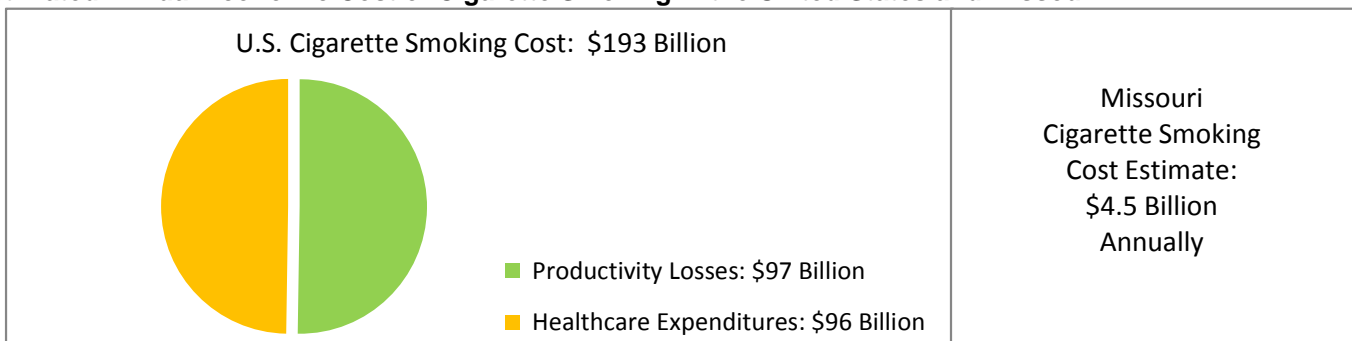 U.S. Cigarette Smoking Cost: $193 Billion
Productivity Losses: $97 Billion
Healthcare Expenditures: $96 Billion
Missouri
Cigarette Smoking
Cost Estimate:
$4.5 Billion
Annually